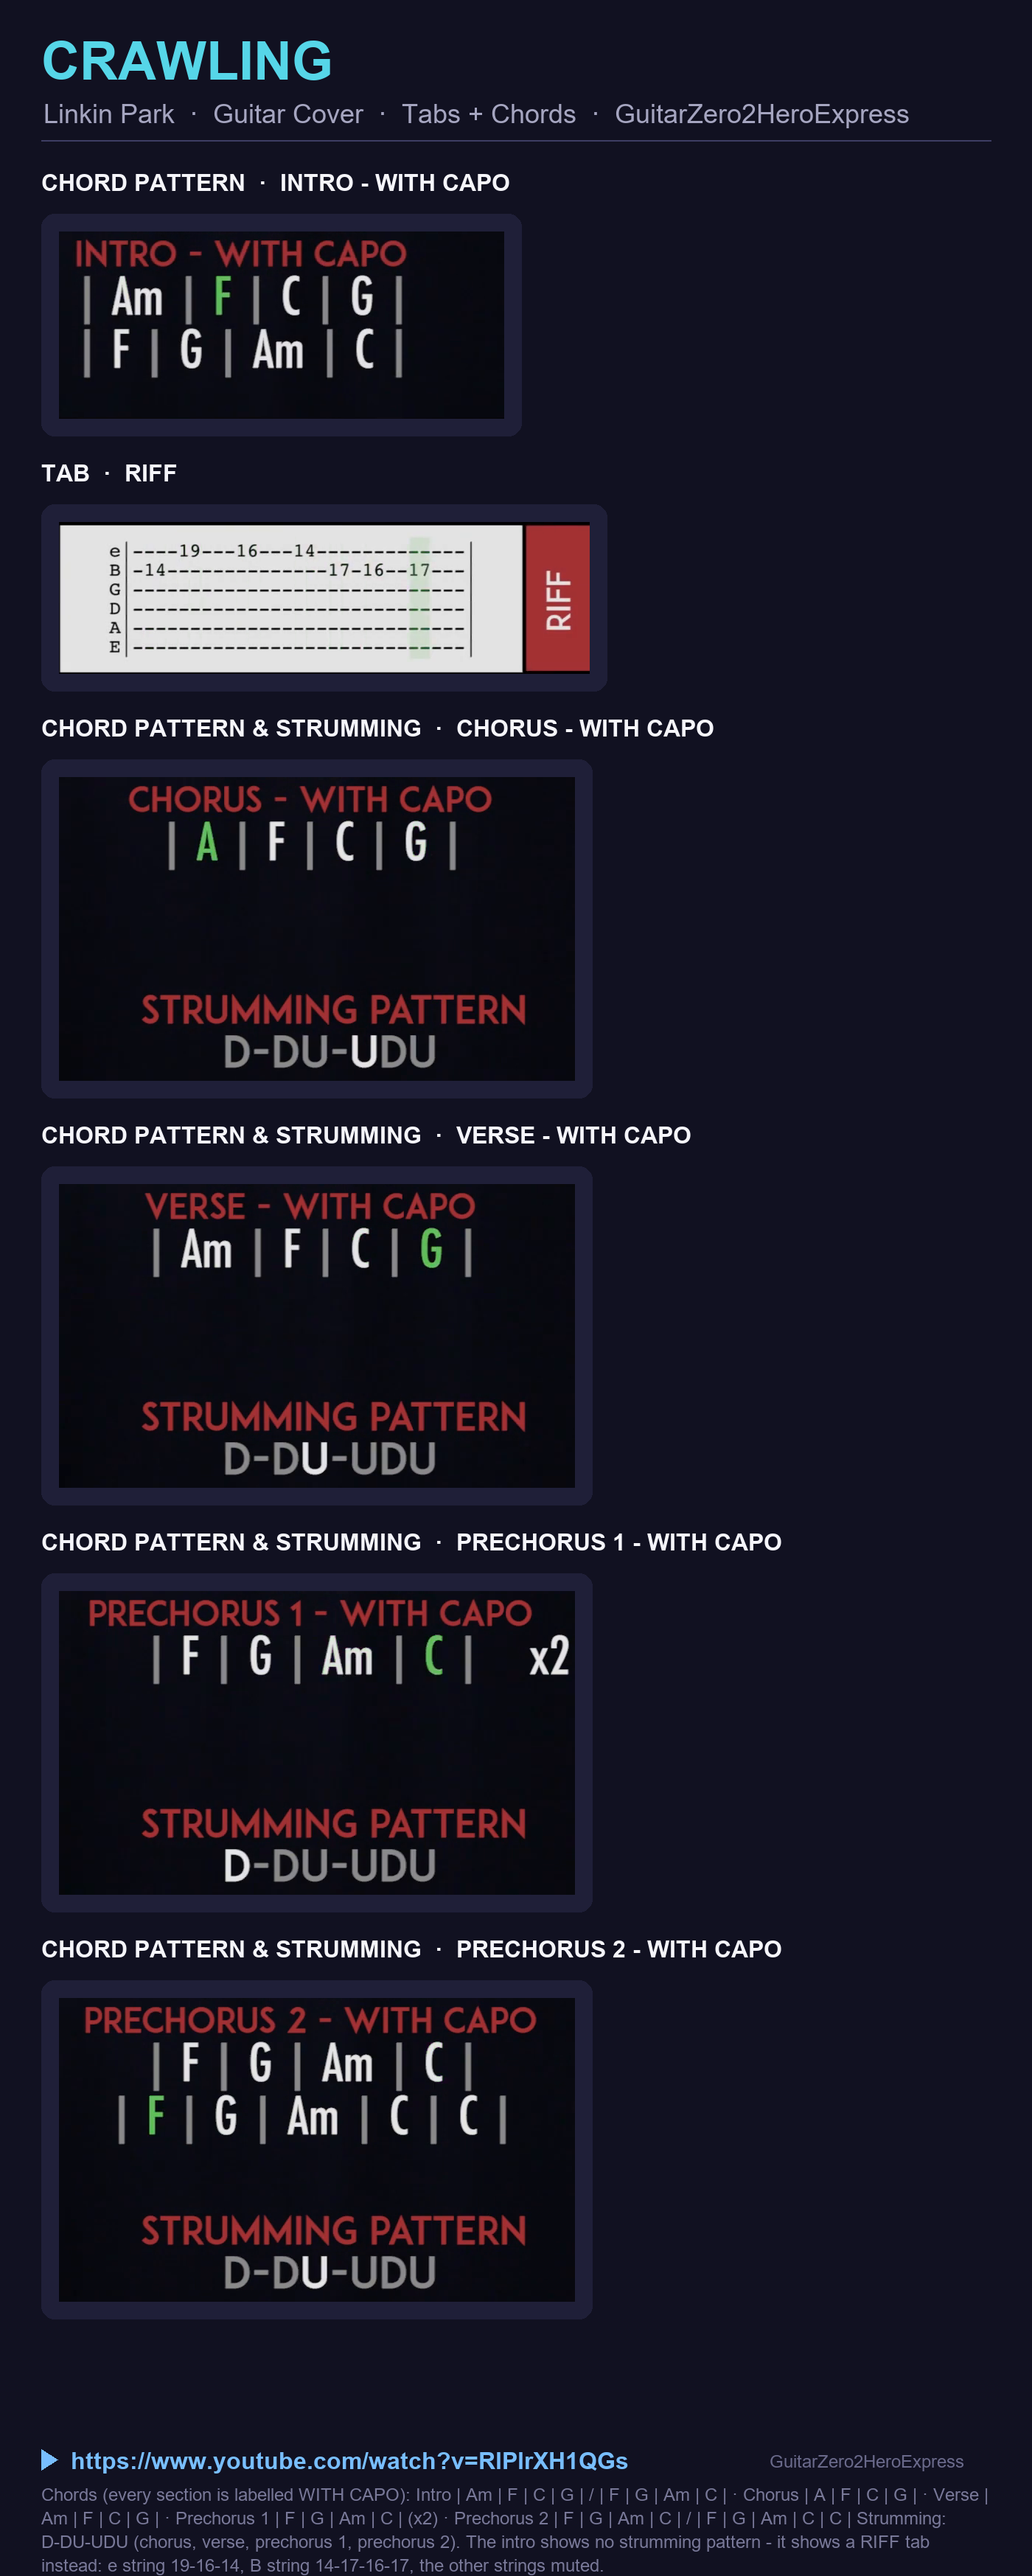 CRAWLING
Linkin Park · Guitar Cover · Tabs + Chords · GuitarZero2HeroExpress
CHORD PATTERN · INTRO - WITH CAPO
INTRO - WITH CAPO
| Am | F | C | G |
| F | G | Am | C |
TAB · RIFF
e|----19---16---14---------------|
B|-14---------------17-16--17---|
G|------------------------------|
D|------------------------------|
A|------------------------------|
E|------------------------------|
RIFF
CHORD PATTERN & STRUMMING · CHORUS - WITH CAPO
CHORUS - WITH CAPO
| A | F | C | G |
STRUMMING PATTERN
D-DU-UDU
CHORD PATTERN & STRUMMING · VERSE - WITH CAPO
VERSE - WITH CAPO
| Am | F | C | G |
STRUMMING PATTERN
D-DU-UDU
CHORD PATTERN & STRUMMING · PRECHORUS 1 - WITH CAPO
PRECHORUS 1 - WITH CAPO
| F | G | Am | C | x2
STRUMMING PATTERN
D-DU-UDU
CHORD PATTERN & STRUMMING · PRECHORUS 2 - WITH CAPO
PRECHORUS 2 - WITH CAPO
| F | G | Am | C |
| F | G | Am | C | C |
STRUMMING PATTERN
D-DU-UDU
https://www.youtube.com/watch?v=RlPlrXH1QGs GuitarZero2HeroExpress
Chords (every section is labelled WITH CAPO): Intro | Am | F | C | G | / | F | G | Am | C | · Chorus | A | F | C | G | · Verse |
Am | F | C | G | · Prechorus 1 | F | G | Am | C | (x2) · Prechorus 2 | F | G | Am | C | / | F | G | Am | C | C | Strumming:
D-DU-UDU (chorus, verse, prechorus 1, prechorus 2). The intro shows no strumming pattern - it shows a RIFF tab
instead: e string 19-16-14, B string 14-17-16-17, the other strings muted.